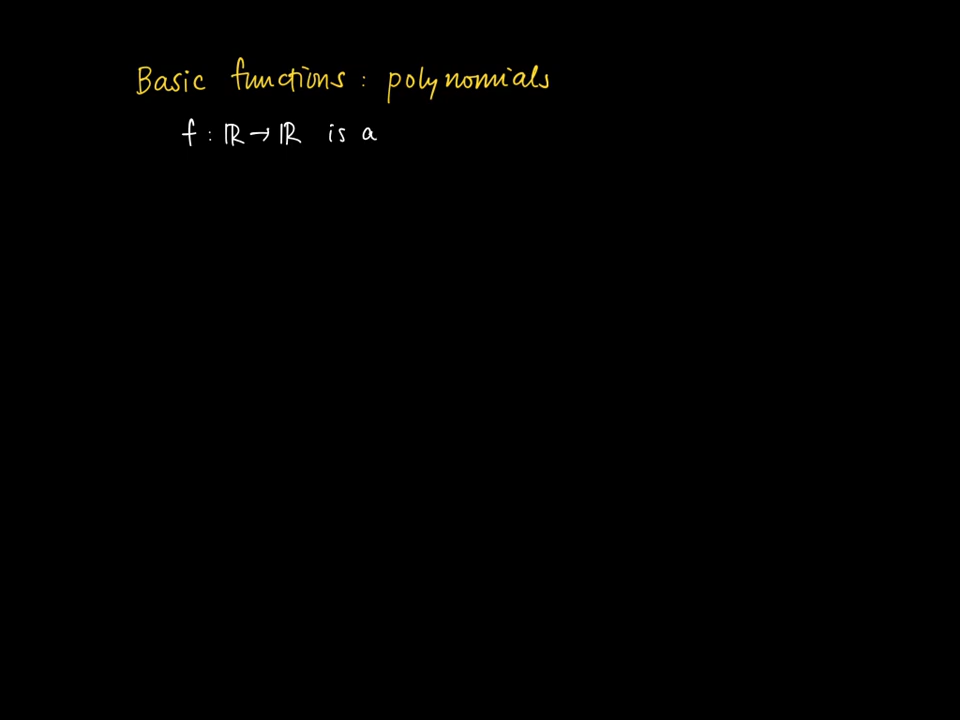 Basic functions : polynomials
f : ℝ → ℝ is a